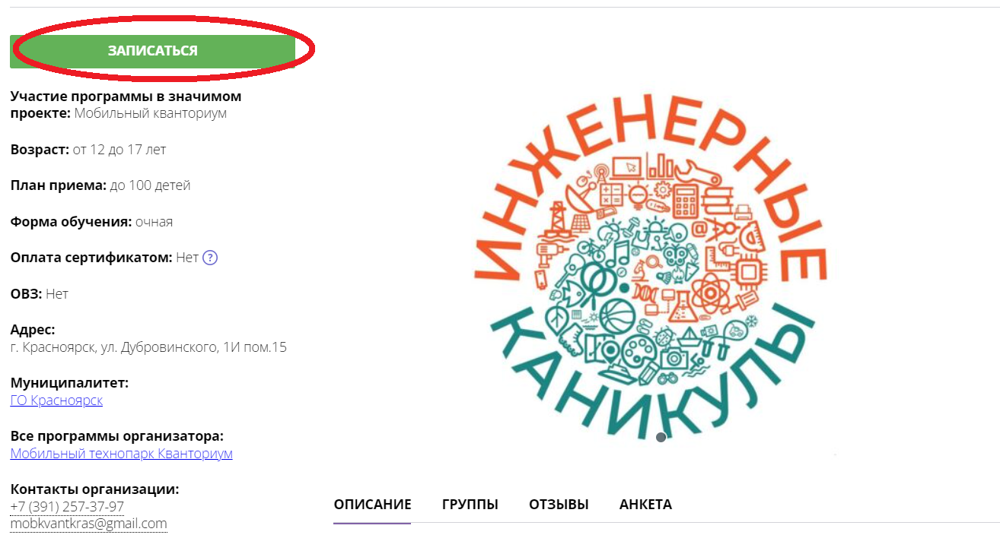 ЗАПИСАТЬСЯ
Участие программы в значимом
проекте: Мобильный кванториум
Возраст: от 12 до 17 лет
План приема: до 100 детей
Форма обучения: очная
Оплата сертификатом: Нет ?
ОВЗ: Нет
Адрес:
г. Красноярск, ул. Дубровинского, 1И пом.15
Муниципалитет:
ГО Красноярск
Все программы организатора:
Мобильный технопарк Кванториум
Контакты организации:
+7 (391) 257-37-97
mobkvantkras@gmail.com
ИНЖЕНЕРНЫЕ
@
КАНИКУЛЫ
ОПИСАНИЕ ГРУППЫ ОТЗЫВЫ АНКЕТА